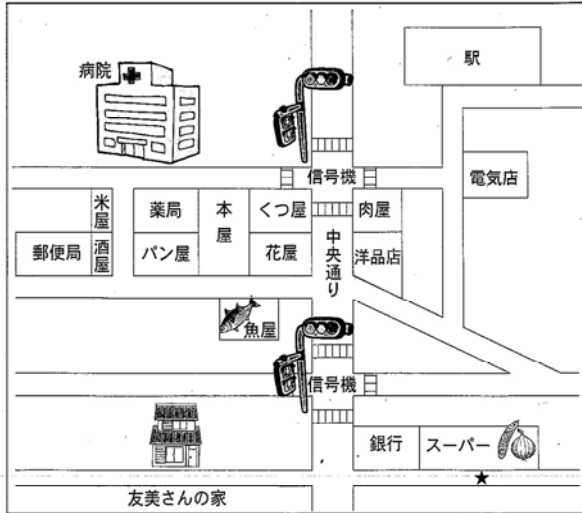 駅
病院
信号機
電気店
米屋
薬局
本屋
くつ屋
肉屋
郵便局
酒屋
パン屋
花屋
中央通り
洋品店
魚屋
信号機
銀行
スーパー
★
友美さんの家